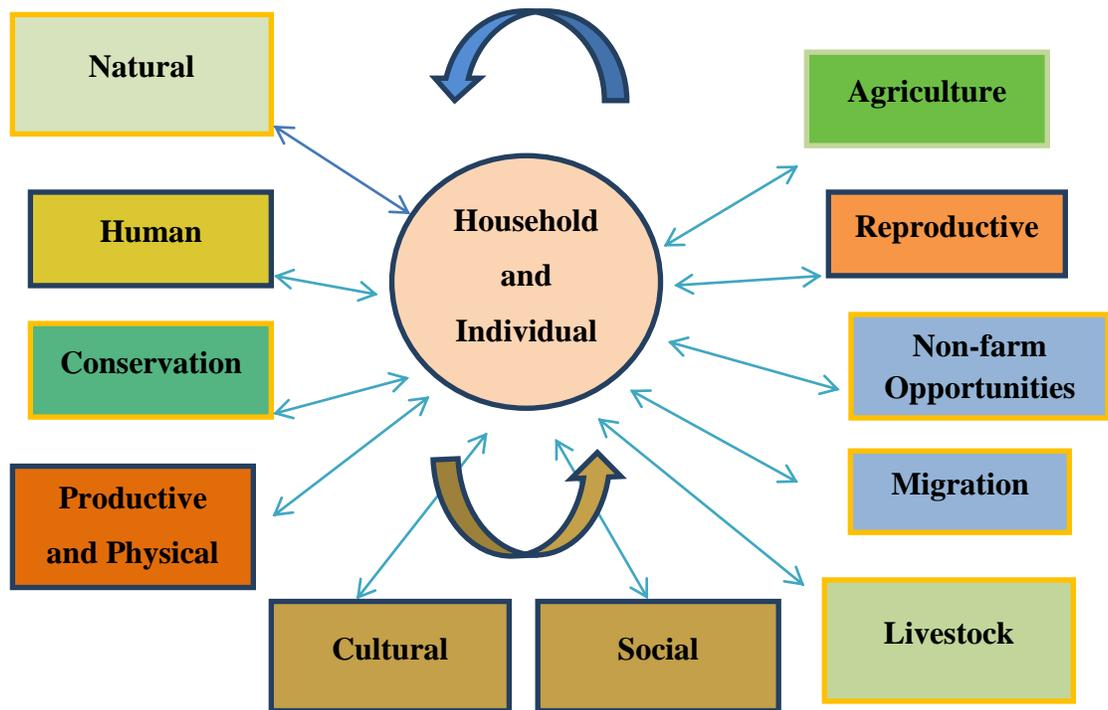 Natural
Agriculture
Household
and
Individual
Human
Reproductive
Conservation
Non-farm
Opportunities
Productive
and Physical
Migration
Cultural
Social
Livestock